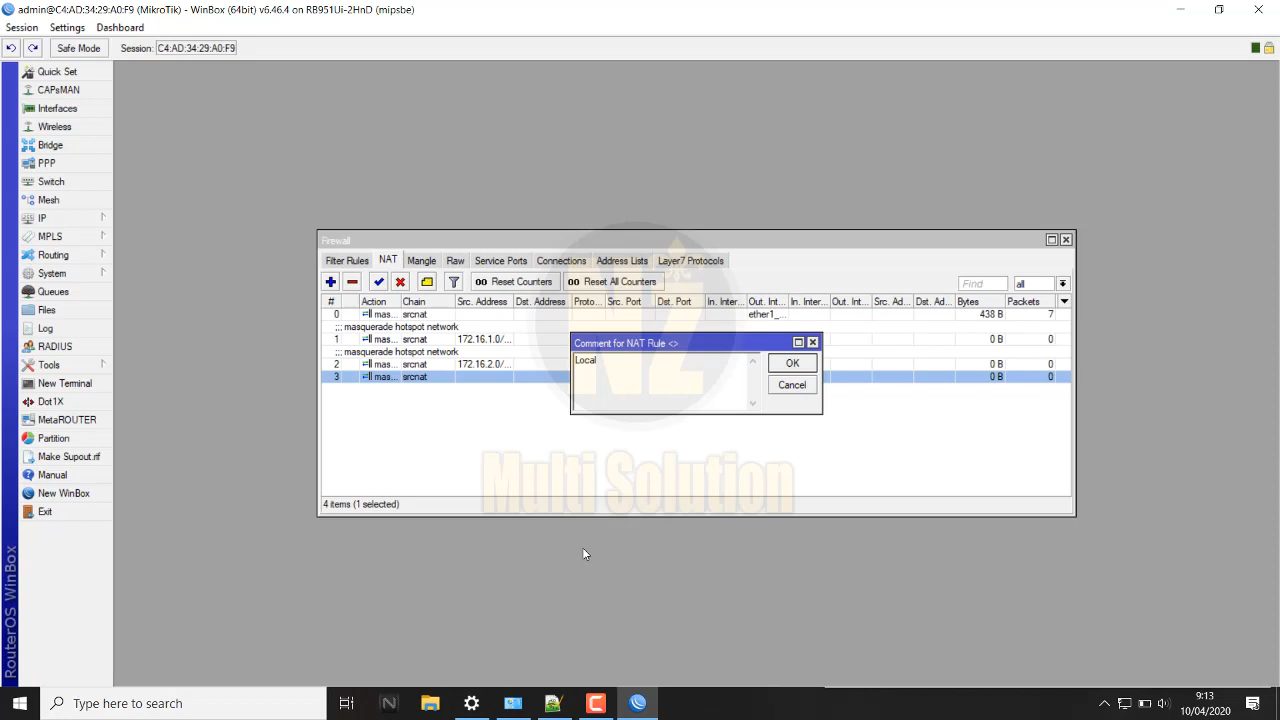 admin@C4:AD:34:29:A0:F9 (MikroTik) - WinBox (64bit) v6.46.4 on RB951Ui-2HnD (mipsbe)
Session Settings Dashboard
Safe Mode Session: C4:AD:34:29:A0:F9
Quick Set
CAPsMAN
Interfaces
Wireless
Bridge
PPP
Switch
Mesh
IP
MPLS
Routing
System
Queues
Files
Log
RADIUS
Tools
New Terminal
Dot1X
MetaROUTER
Partition
Make Supout.rif
Manual
New WinBox
Exit
RouterOS WinBox
Firewall
Filter Rules NAT Mangle Raw Service Ports Connections Address Lists Layer7 Protocols
00 Reset Counters 00 Reset All Counters Find all
# Action Chain Src. Address Dst. Address Proto... Src. Port Dst. Port In. Inter... Out. Int... In. Inter... Out. Int... Src. Ad... Dst. Ad... Bytes Packets
0 mas... srcnat ether1_... 438 B 7
;;; masquerade hotspot network
1 mas... srcnat 172.16.1.0/... 0 B 0
;;; masquerade hotspot network
2 mas... srcnat 172.16.2.0/... 0 B 0
3 mas... srcnat 0 B 0
4 items (1 selected)
Comment for NAT Rule <>
Local
OK
Cancel
Multi Solution
Type here to search
9:13
10/04/2020